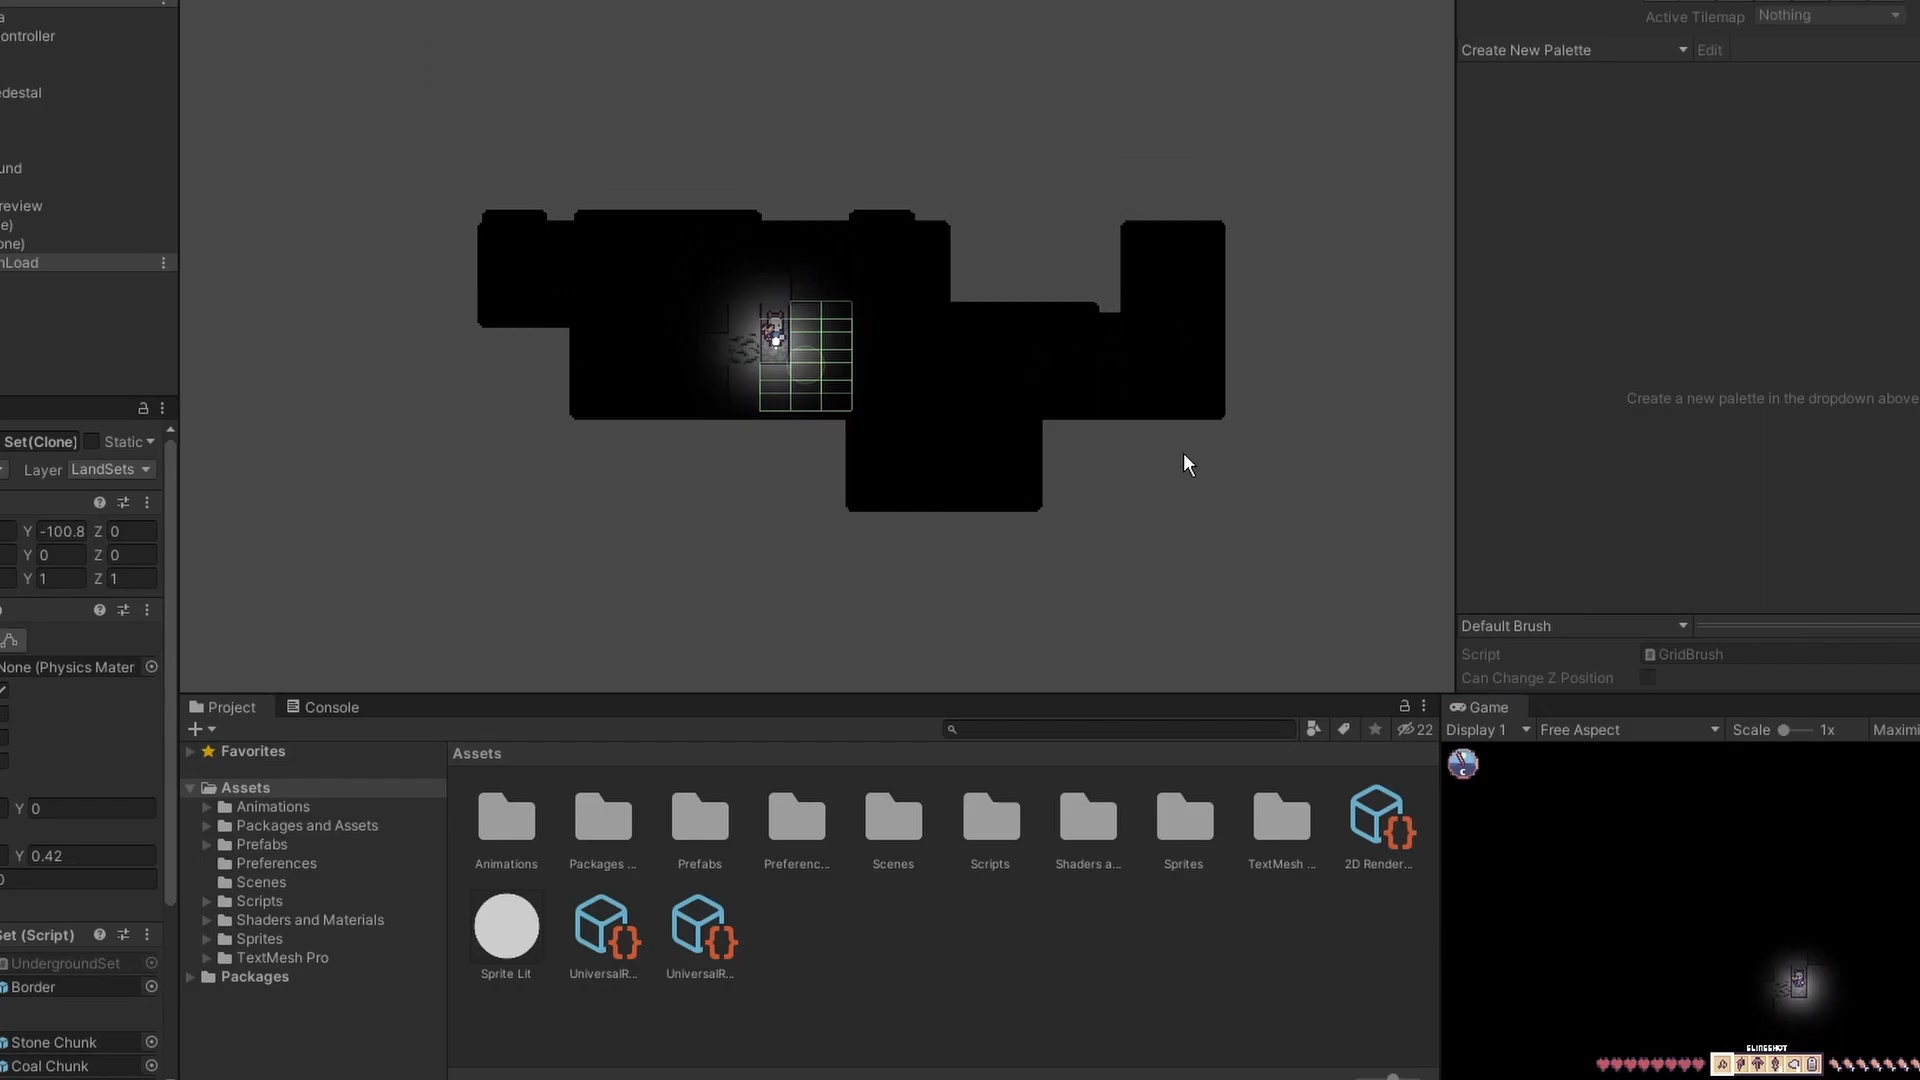 a
ontroller
edestal
und
review
e)
one)
nLoad
Set(Clone)
Static
Layer
LandSets
Y
-100.8
Z
0
Y
0
Z
0
Y
1
Z
1
None (Physics Mater
Y
0
Y
0.42
0
Set (Script)
UndergroundSet
Border
Stone Chunk
Coal Chunk
Active Tilemap
Nothing
Create New Palette
Edit
Create a new palette in the dropdown above
Default Brush
Script
GridBrush
Can Change Z Position
Project
Console
22
Favorites
Assets
Animations
Packages and Assets
Prefabs
Preferences
Scenes
Scripts
Shaders and Materials
Sprites
TextMesh Pro
Packages
Assets
Animations
Packages ...
Prefabs
Preferenc...
Scenes
Scripts
Shaders a...
Sprites
TextMesh ...
2D Render...
Sprite Lit
UniversalR...
UniversalR...
Game
Display 1
Free Aspect
Scale
1x
Maximi
C
SLINGSHOT